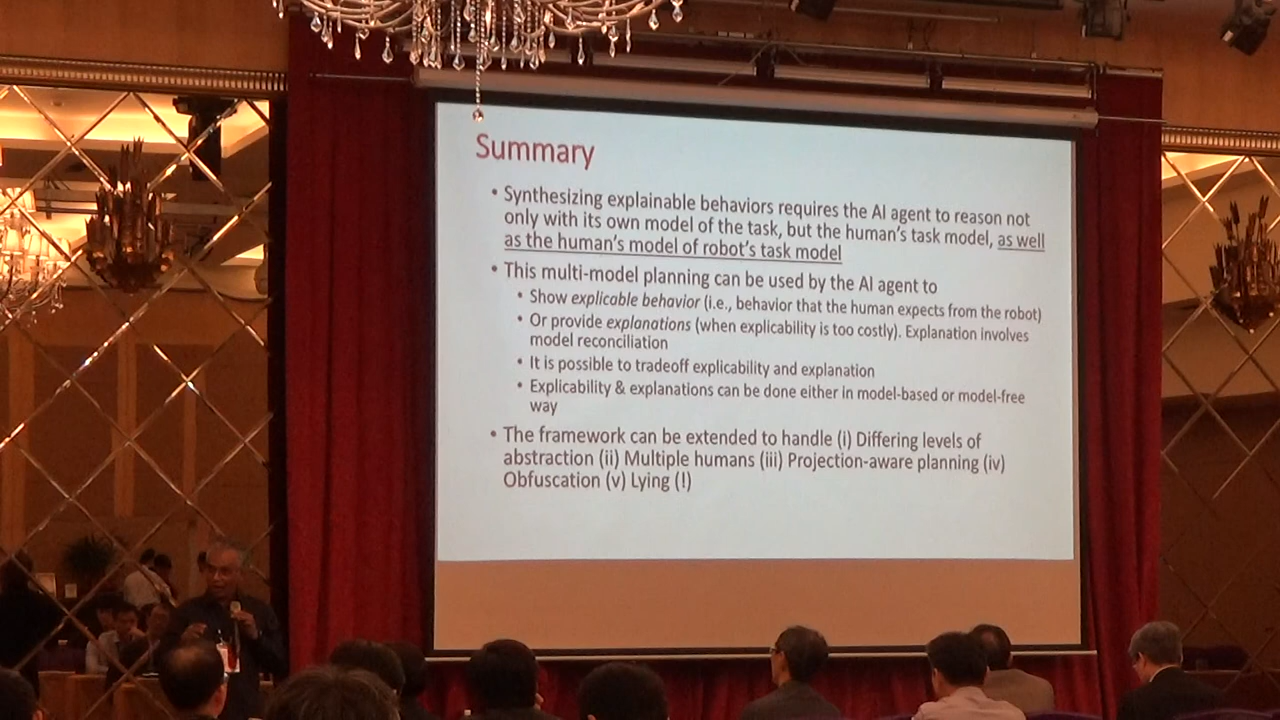 Summary
• Synthesizing explainable behaviors requires the AI agent to reason not
only with its own model of the task, but the human's task model, as well
as the human's model of robot's task model
• This multi-model planning can be used by the AI agent to
• Show explicable behavior (i.e., behavior that the human expects from the robot)
• Or provide explanations (when explicability is too costly). Explanation involves
model reconciliation
• It is possible to tradeoff explicability and explanation
• Explicability & explanations can be done either in model-based or model-free
way
• The framework can be extended to handle (i) Differing levels of
abstraction (ii) Multiple humans (iii) Projection-aware planning (iv)
Obfuscation (v) Lying (!)